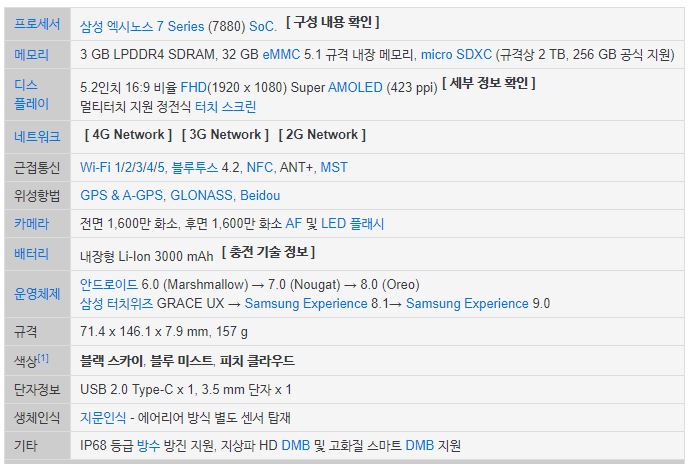 프로세서 삼성 엑시노스 7 Series (7880) SoC. [ 구성 내용 확인 ]
메모리 3 GB LPDDR4 SDRAM, 32 GB eMMC 5.1 규격 내장 메모리, micro SDXC (규격상 2 TB, 256 GB 공식 지원)
디스플레이 5.2인치 16:9 비율 FHD(1920 x 1080) Super AMOLED (423 ppi) [ 세부 정보 확인 ]
멀티터치 지원 정전식 터치 스크린
네트워크 [ 4G Network ] [ 3G Network ] [ 2G Network ]
근접통신 Wi-Fi 1/2/3/4/5, 블루투스 4.2, NFC, ANT+, MST
위성항법 GPS & A-GPS, GLONASS, Beidou
카메라 전면 1,600만 화소, 후면 1,600만 화소 AF 및 LED 플래시
배터리 내장형 Li-Ion 3000 mAh [ 충전 기술 정보 ]
운영체제 안드로이드 6.0 (Marshmallow) → 7.0 (Nougat) → 8.0 (Oreo)
삼성 터치위즈 GRACE UX → Samsung Experience 8.1→ Samsung Experience 9.0
규격 71.4 x 146.1 x 7.9 mm, 157 g
색상[1] 블랙 스카이, 블루 미스트, 피치 클라우드
단자정보 USB 2.0 Type-C x 1, 3.5 mm 단자 x 1
생체인식 지문인식 - 에어리어 방식 별도 센서 탑재
기타 IP68 등급 방수 방진 지원, 지상파 HD DMB 및 고화질 스마트 DMB 지원